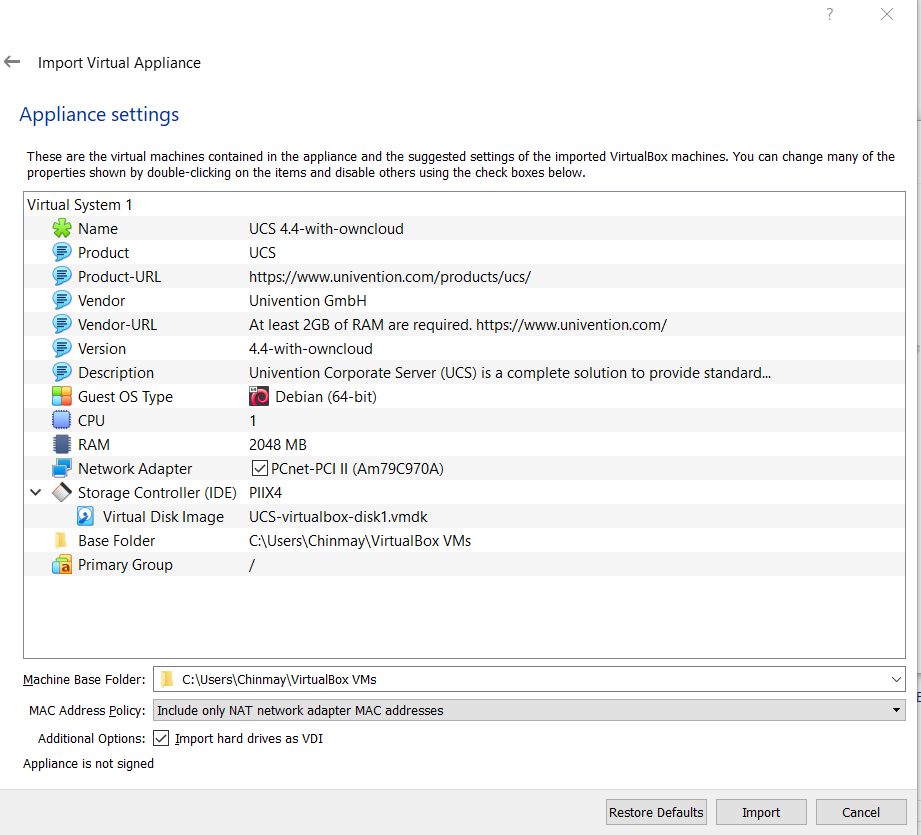 ?
Import Virtual Appliance
Appliance settings
These are the virtual machines contained in the appliance and the suggested settings of the imported VirtualBox machines. You can change many of the
properties shown by double-clicking on the items and disable others using the check boxes below.
Virtual System 1
Name UCS 4.4-with-owncloud
Product UCS
Product-URL https://www.univention.com/products/ucs/
Vendor Univention GmbH
Vendor-URL At least 2GB of RAM are required. https://www.univention.com/
Version 4.4-with-owncloud
Description Univention Corporate Server (UCS) is a complete solution to provide standard...
Guest OS Type Debian (64-bit)
CPU 1
RAM 2048 MB
Network Adapter PCnet-PCI II (Am79C970A)
Storage Controller (IDE) PIIX4
Virtual Disk Image UCS-virtualbox-disk1.vmdk
Base Folder C:\Users\Chinmay\VirtualBox VMs
Primary Group /
Machine Base Folder: C:\Users\Chinmay\VirtualBox VMs
MAC Address Policy: Include only NAT network adapter MAC addresses
Additional Options: Import hard drives as VDI
Appliance is not signed
Restore Defaults Import Cancel